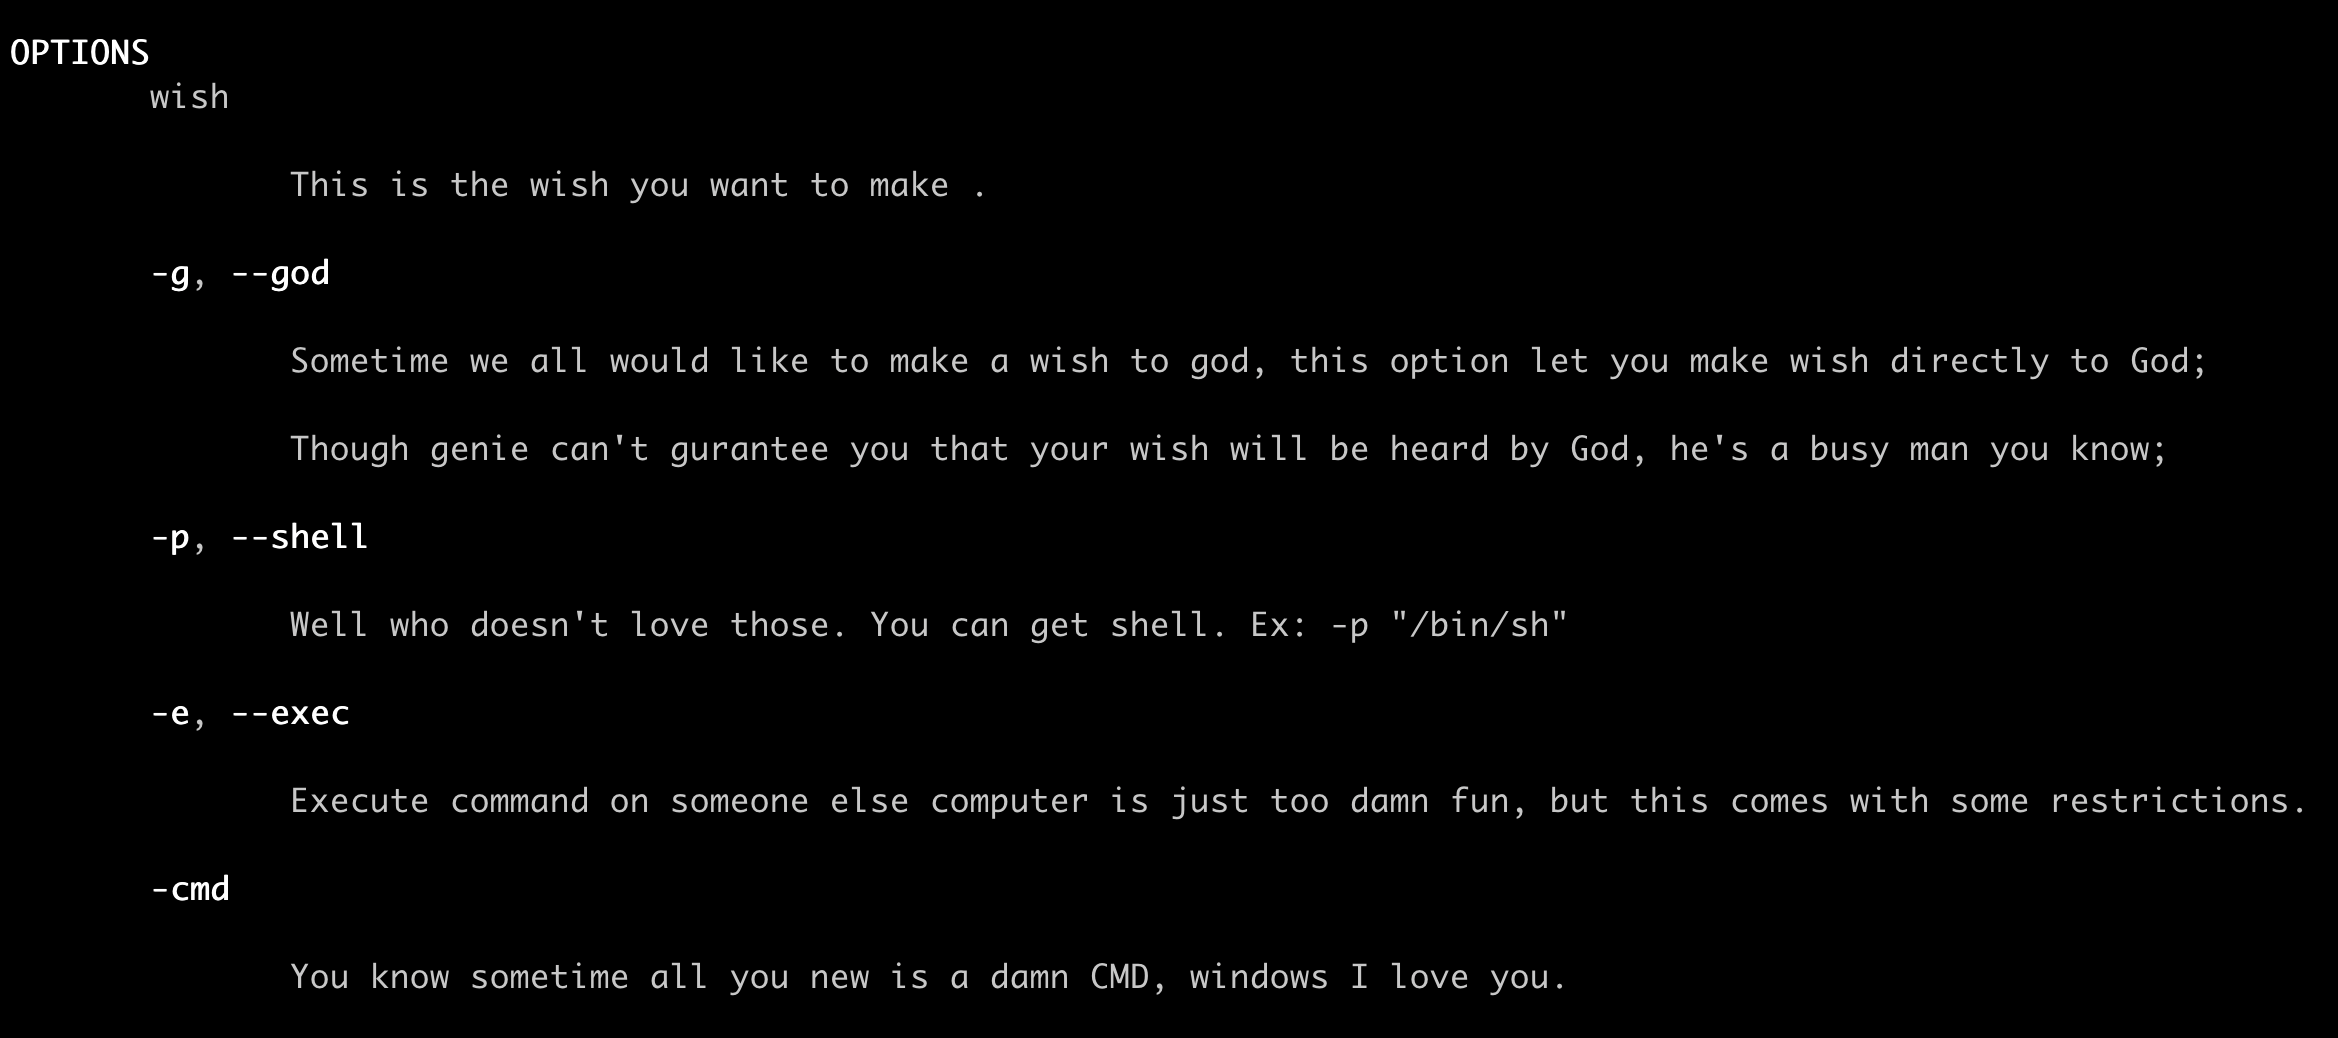 OPTIONS
wish
This is the wish you want to make .
-g, --god
Sometime we all would like to make a wish to god, this option let you make wish directly to God;
Though genie can't gurantee you that your wish will be heard by God, he's a busy man you know;
-p, --shell
Well who doesn't love those. You can get shell. Ex: -p "/bin/sh"
-e, --exec
Execute command on someone else computer is just too damn fun, but this comes with some restrictions.
-cmd
You know sometime all you new is a damn CMD, windows I love you.